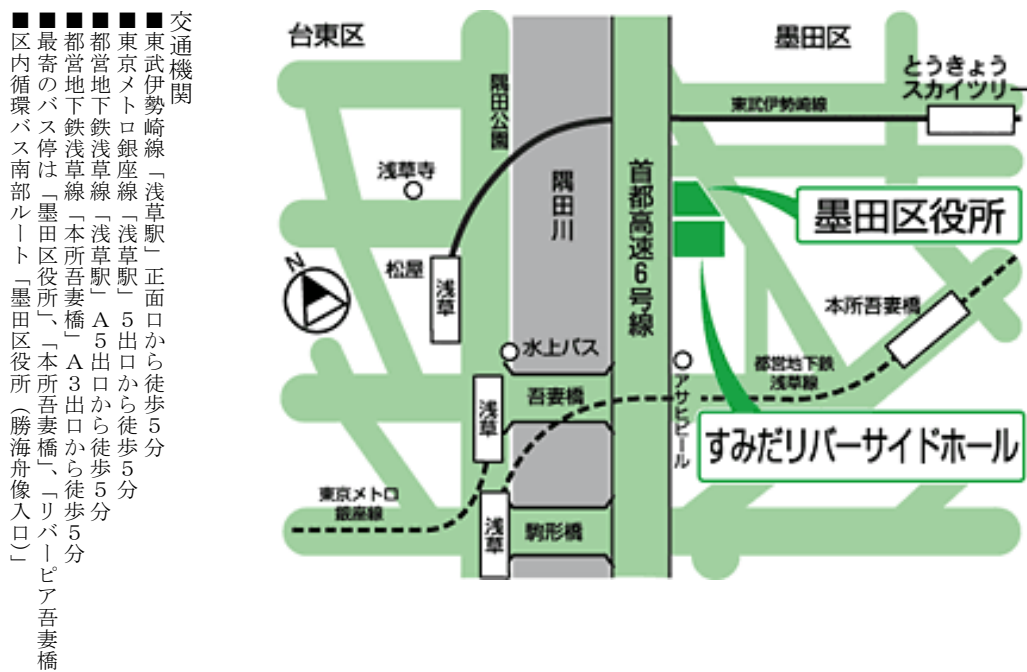 交通機関
■東武伊勢崎線「浅草駅」正面口から徒歩5分
■東京メトロ銀座線「浅草駅」5出口から徒歩5分
■都営地下鉄浅草線「浅草駅」A5出口から徒歩5分
■都営地下鉄浅草線「本所吾妻橋」A3出口から徒歩5分
■最寄のバス停は「墨田区役所」、「本所吾妻橋」、「リバーピア吾妻橋
■区内循環バス南部ルート「墨田区役所（勝海舟像入口）」
台東区
墨田区
とうきょう
スカイツリー
東武伊勢崎線
隅田公園
浅草寺
隅田川
首都高速6号線
墨田区役所
松屋
浅草
N
本所吾妻橋
水上バス
都営地下鉄
浅草線
吾妻橋
浅草
アサヒビール
すみだリバーサイドホール
東京メトロ
銀座線
浅草
駒形橋